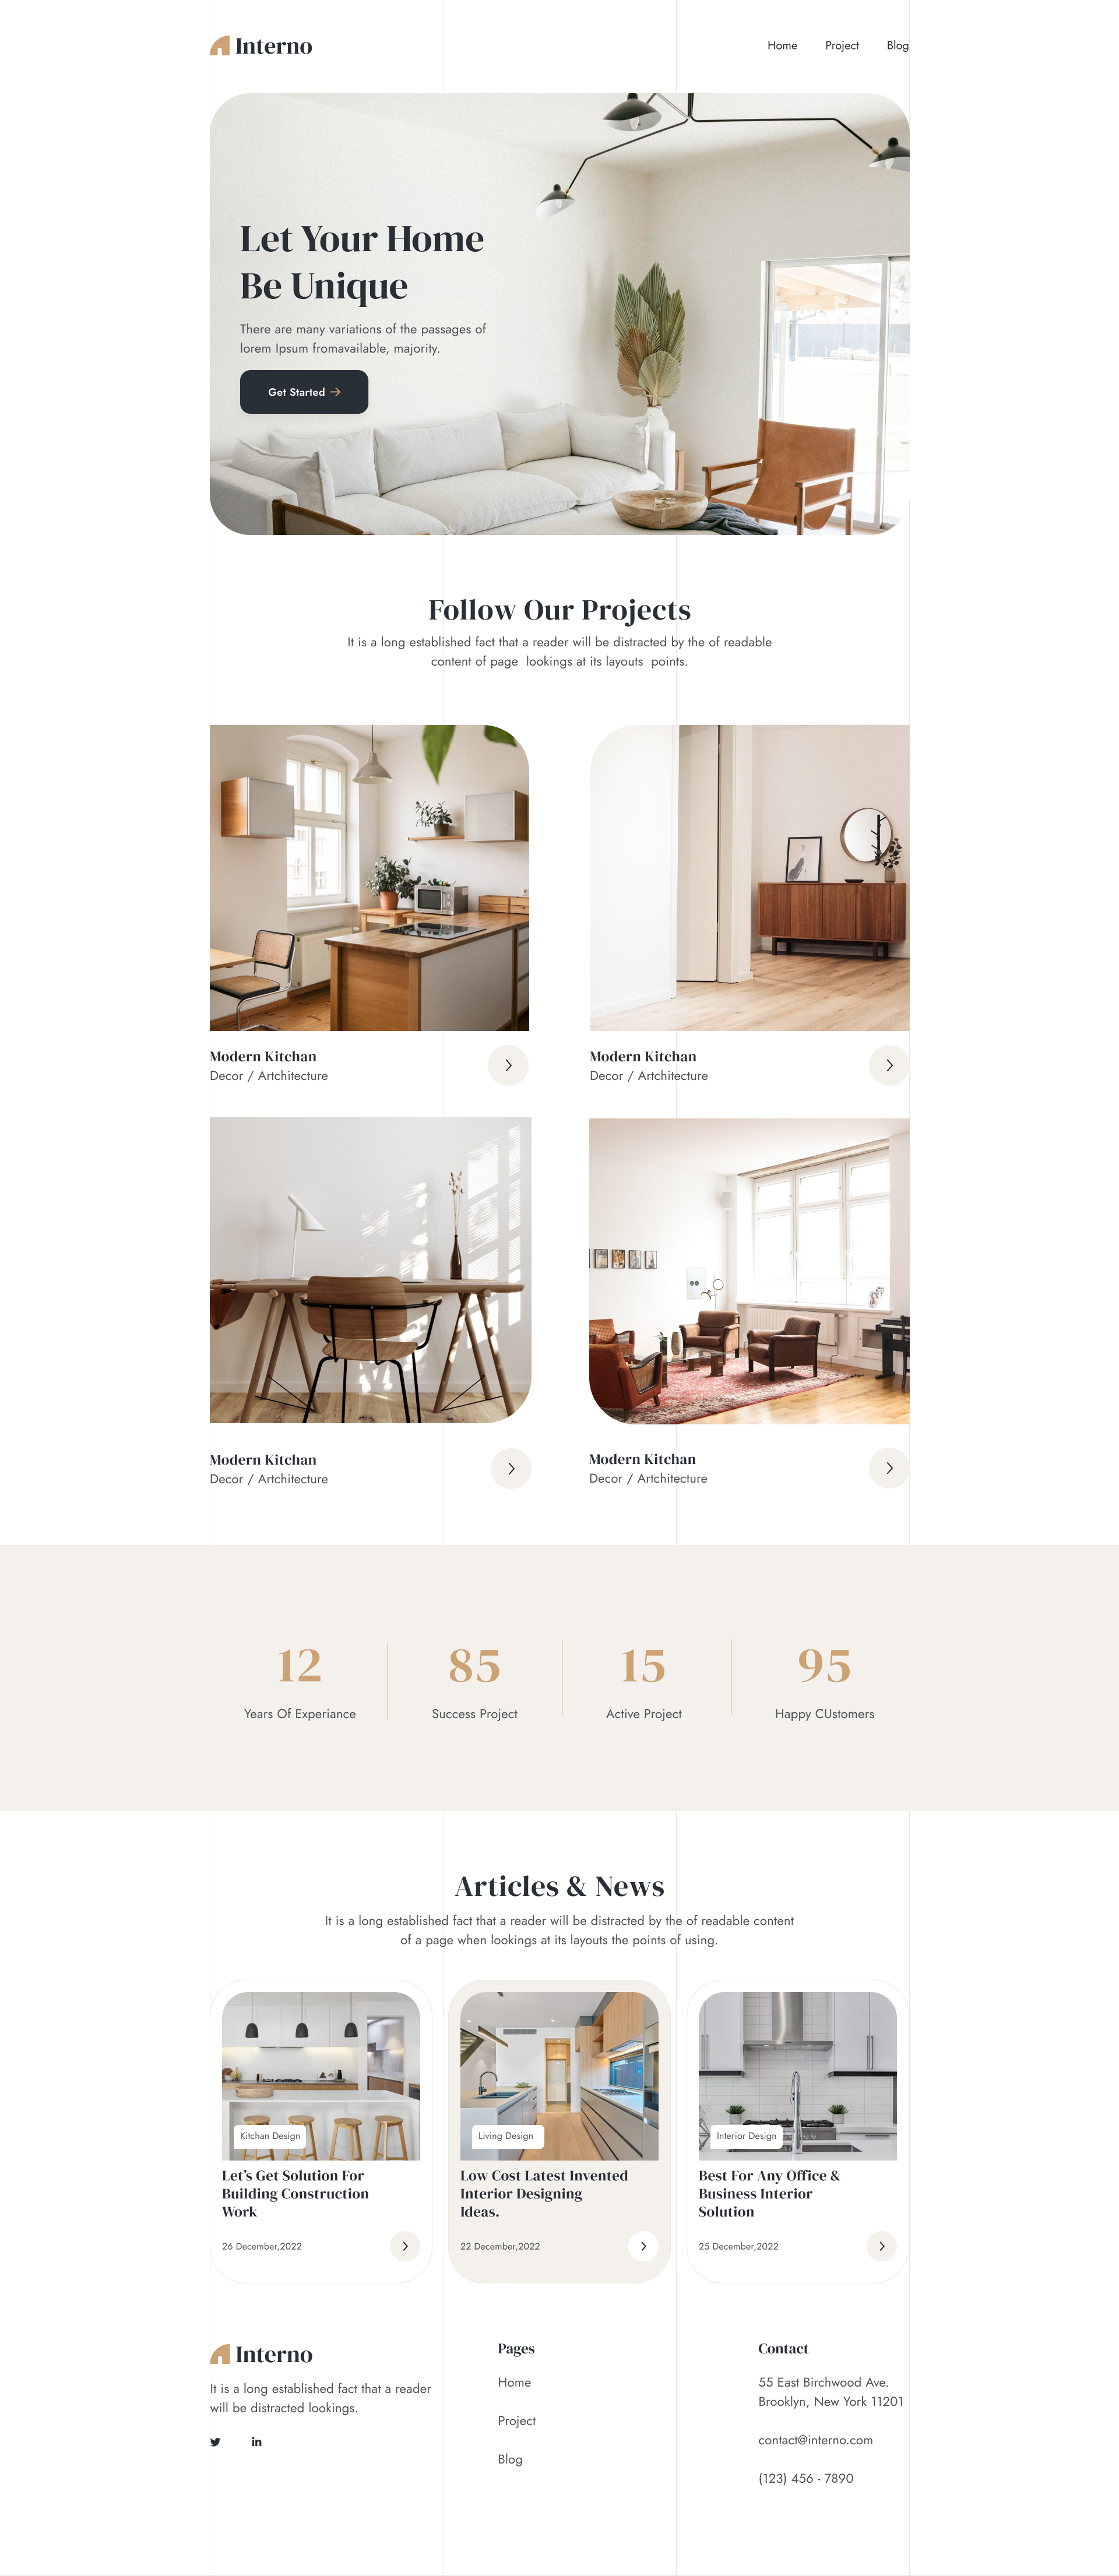 Interno
Home Project Blog
Let Your Home
Be Unique
There are many variations of the passages of
lorem Ipsum fromavailable, majority.
Get Started
Follow Our Projects
It is a long established fact that a reader will be distracted by the of readable
content of page lookings at its layouts points.
Modern Kitchan
Decor / Artchitecture
Modern Kitchan
Decor / Artchitecture
Modern Kitchan
Decor / Artchitecture
Modern Kitchan
Decor / Artchitecture
12
Years Of Experiance
85
Success Project
15
Active Project
95
Happy CUstomers
Articles & News
It is a long established fact that a reader will be distracted by the of readable content
of a page when lookings at its layouts the points of using.
Kitchan Design
Let's Get Solution For
Building Construction
Work
26 December,2022
Living Design
Low Cost Latest Invented
Interior Designing
Ideas.
22 December,2022
Interior Design
Best For Any Office &
Business Interior
Solution
25 December,2022
Interno
It is a long established fact that a reader
will be distracted lookings.
in
Pages
Home
Project
Blog
Contact
55 East Birchwood Ave.
Brooklyn, New York 11201
contact@interno.com
(123) 456 - 7890